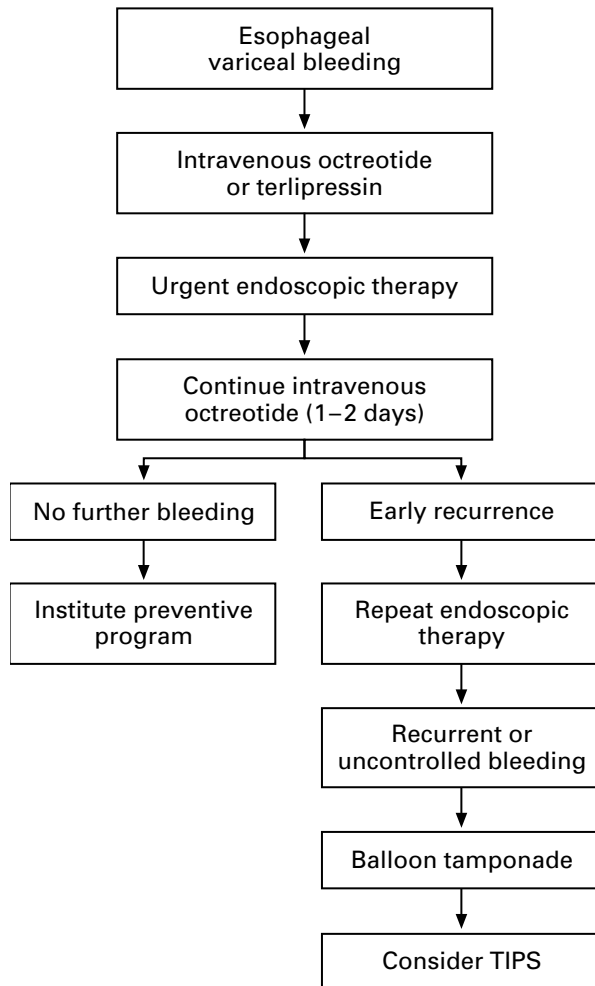 Esophageal
variceal bleeding
Intravenous octreotide
or terlipressin
Urgent endoscopic therapy
Continue intravenous
octreotide (1–2 days)
No further bleeding
Early recurrence
Institute preventive
program
Repeat endoscopic
therapy
Recurrent or
uncontrolled bleeding
Balloon tamponade
Consider TIPS